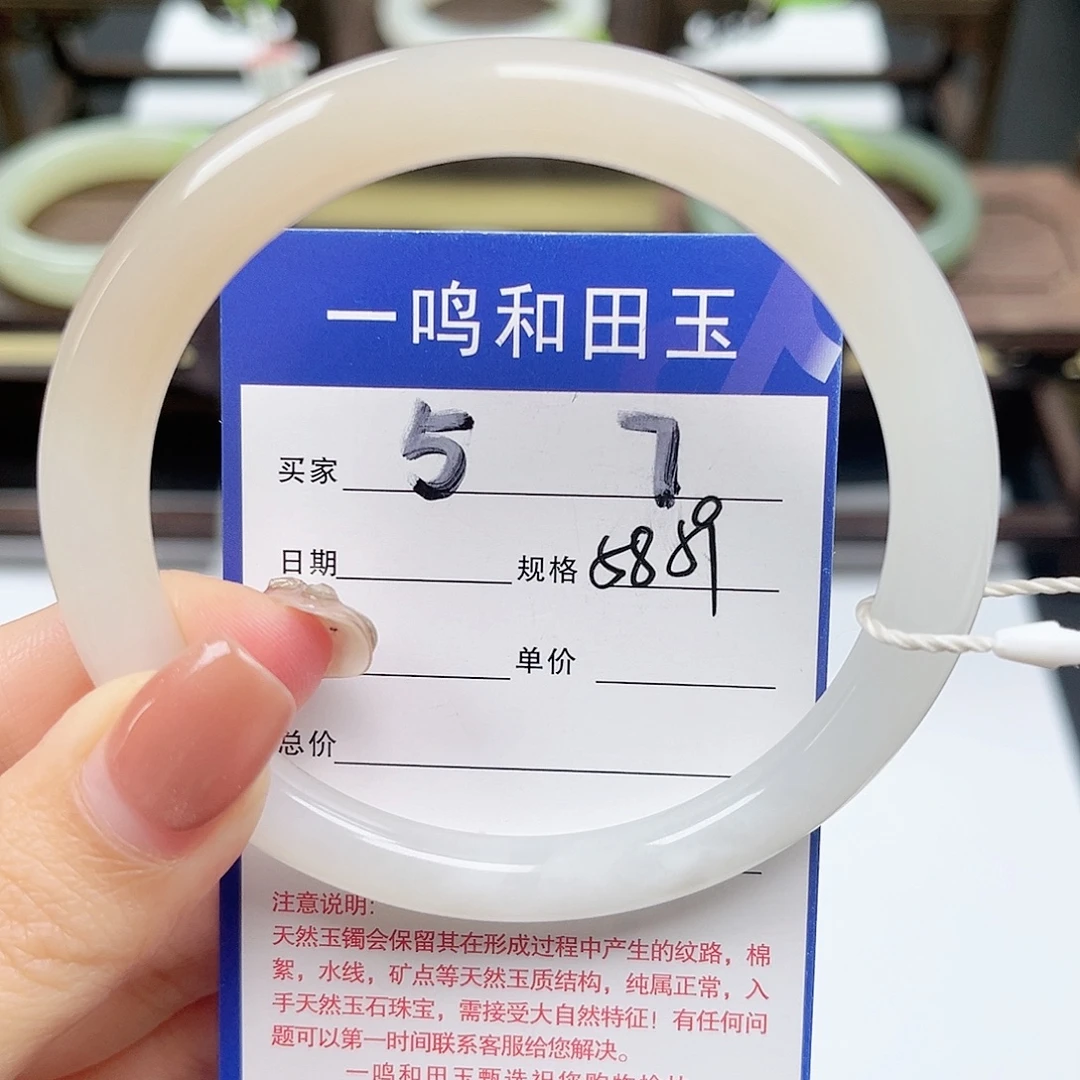 一鸣和田玉
买家 5 7
日期 规格
单价
总价
注意说明:
天然玉镯会保留其在形成过程中产生的纹路，棉
絮，水线，矿点等天然玉质结构，纯属正常，入
手天然玉石珠宝，需接受大自然特征！有任何问
题可以第一时间联系客服给您解决。